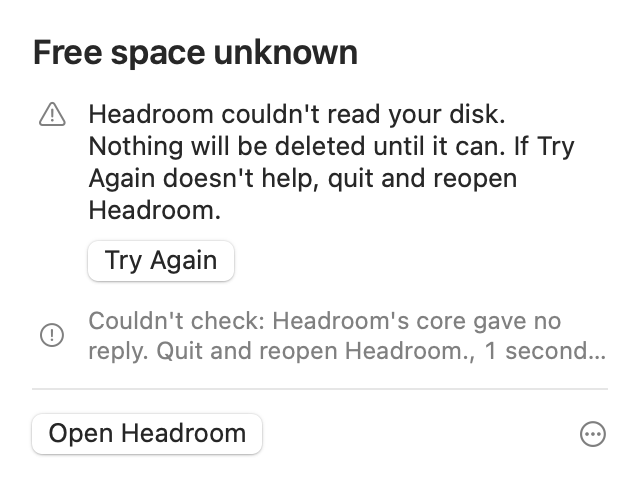 Free space unknown
Headroom couldn't read your disk.
Nothing will be deleted until it can. If Try
Again doesn't help, quit and reopen
Headroom.
Try Again
Couldn't check: Headroom's core gave no
reply. Quit and reopen Headroom., 1 second...
Open Headroom